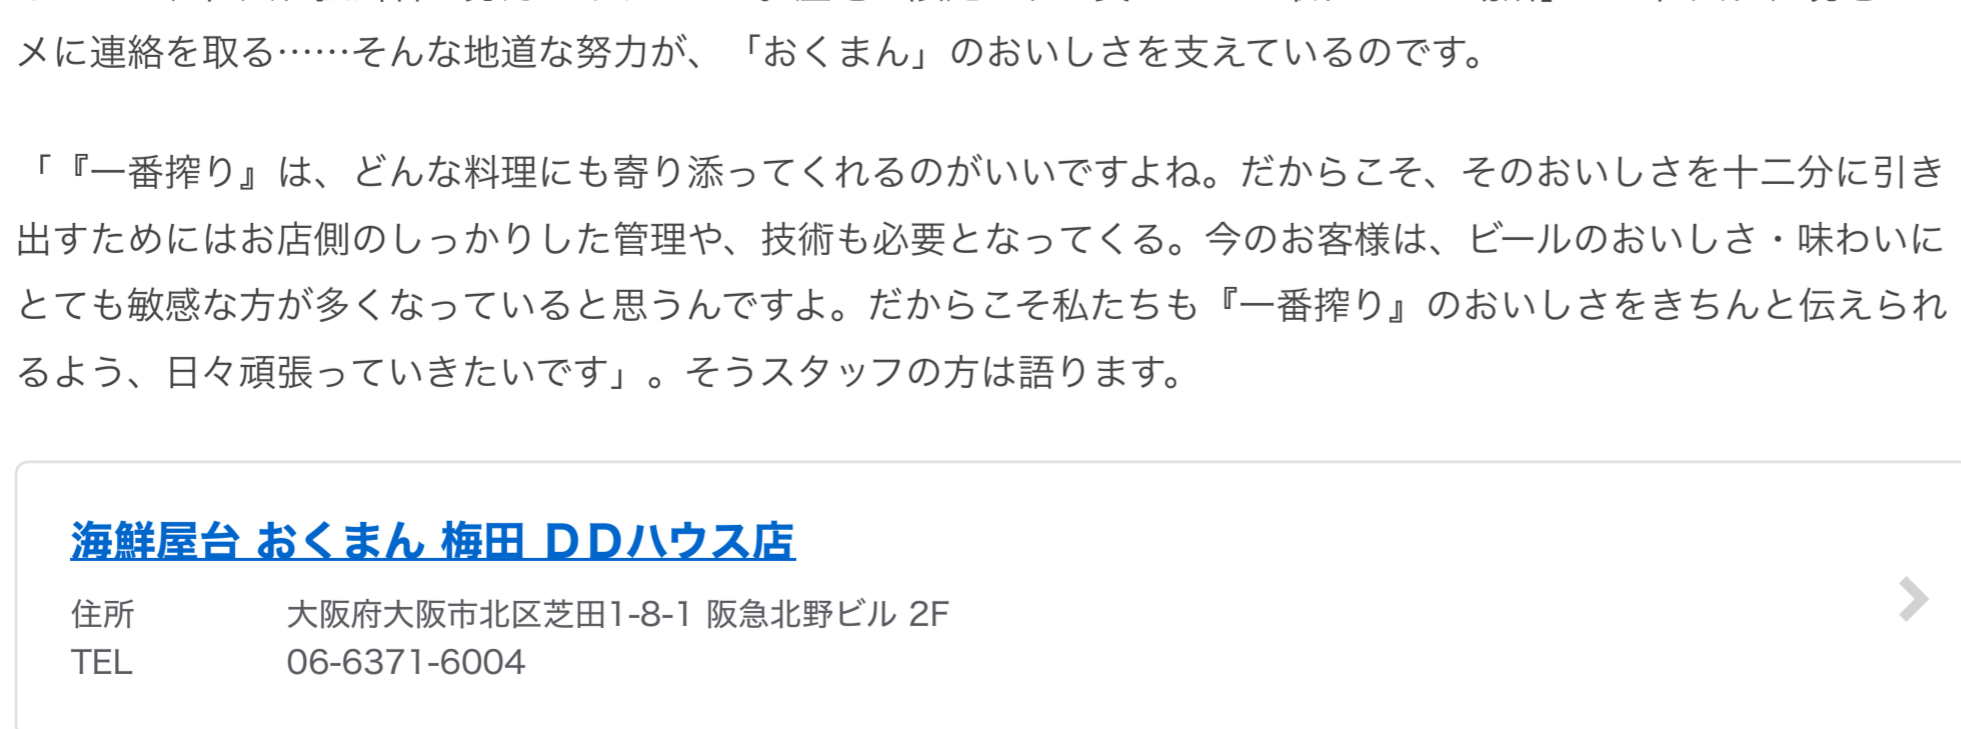 メに連絡を取る……そんな地道な努力が、「おくまん」のおいしさを支えているのです。
「『一番搾り』は、どんな料理にも寄り添ってくれるのがいいですよね。だからこそ、そのおいしさを十二分に引き
出すためにはお店側のしっかりした管理や、技術も必要となってくる。今のお客様は、ビールのおいしさ・味わいに
とても敏感な方が多くなっていると思うんですよ。だからこそ私たちも『一番搾り』のおいしさをきちんと伝えられ
るよう、日々頑張っていきたいです」。そうスタッフの方は語ります。
海鮮屋台 おくまん 梅田 ＤＤハウス店
住所 大阪府大阪市北区芝田1-8-1 阪急北野ビル 2F
TEL 06-6371-6004